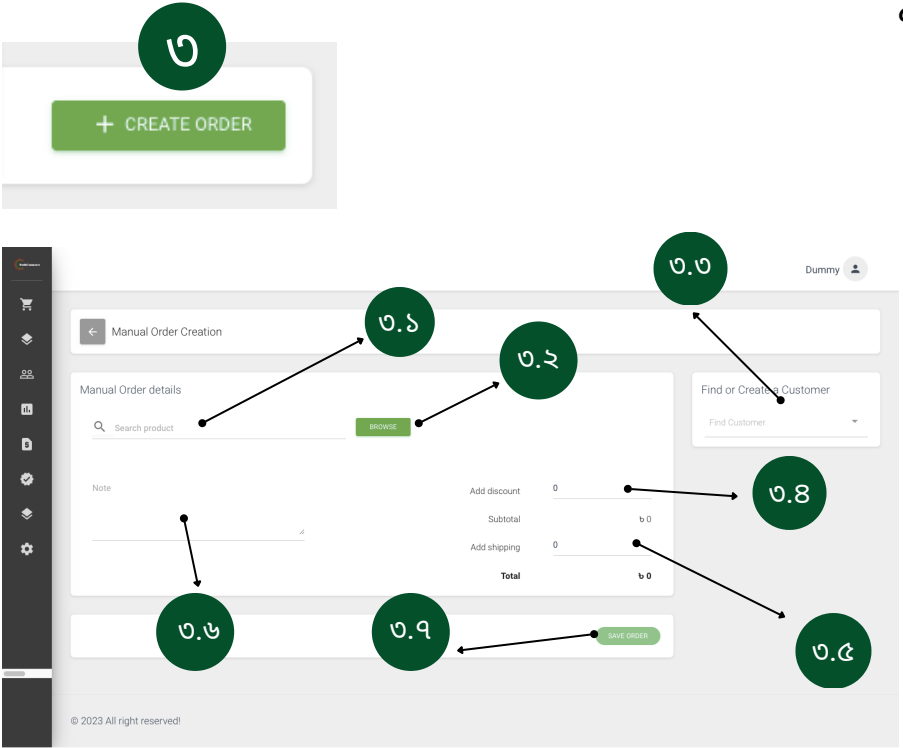 ৩
+ CREATE ORDER
৩.৩
Dummy
৩.১
Manual Order Creation
৩.২
Manual Order details
Find or Create a Customer
Search product
BROWSE
Find Customer
Note
Add discount
0
৩.৪
Subtotal
৳ 0
Add shipping
0
Total
৳ 0
৩.৬
৩.৭
SAVE ORDER
৩.৫
© 2023 All right reserved!